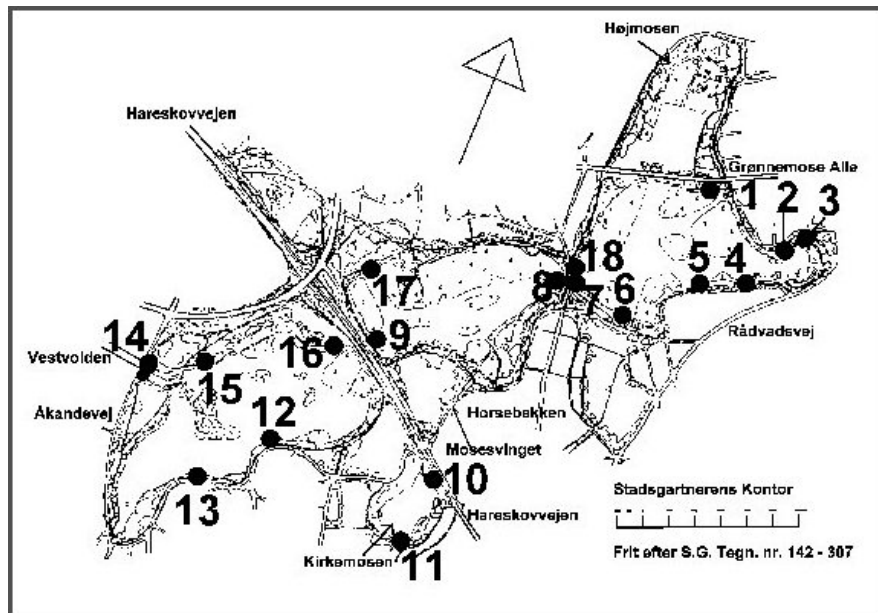 Højmosen
Hareskovvejen
Grønnemose Alle
1
2
3
18
5
4
8
17
7
6
Rådvadsvej
14
9
16
Vestvolden
15
Åkandevej
12
Horsebakken
Mosesvinget
10
13
Stadsgartnerens Kontor
Hareskovvejen
Frit efter S.G. Tegn. nr. 142 - 307
Kirkemosen
11